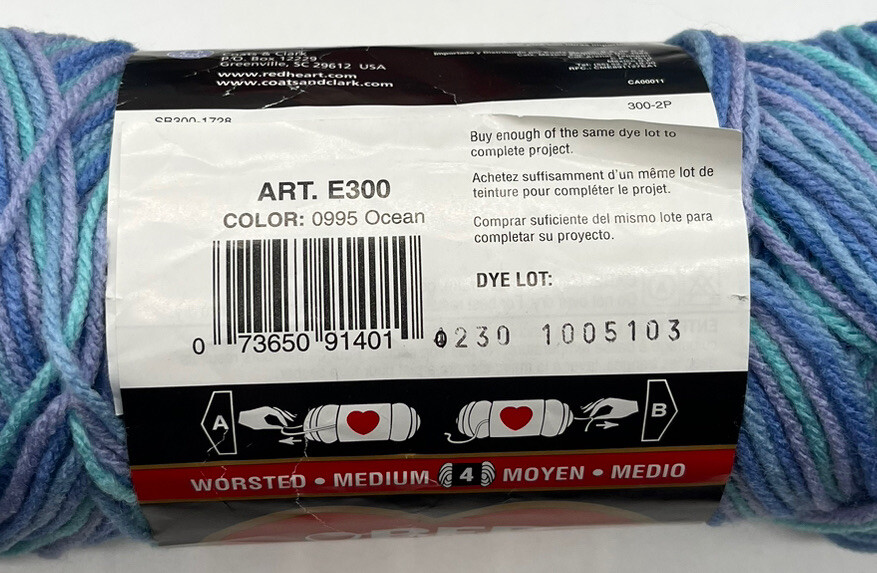 Coats & Clark
P.O. Box 12229
Greenville, SC 29612 USA
www.redheart.com
www.coatsandclark.com
CA00011
300-2P
SR300-1728
Buy enough of the same dye lot to
complete project.
Achetez suffisamment d'un même lot de
teinture pour compléter le projet.
Comprar suficiente del mismo lote para
completar su proyecto.
ART. E300
COLOR: 0995 Ocean
DYE LOT:
0 73650 91401
0230 1005103
A
B
WORSTED • MEDIUM 4 MOYEN • MEDIO